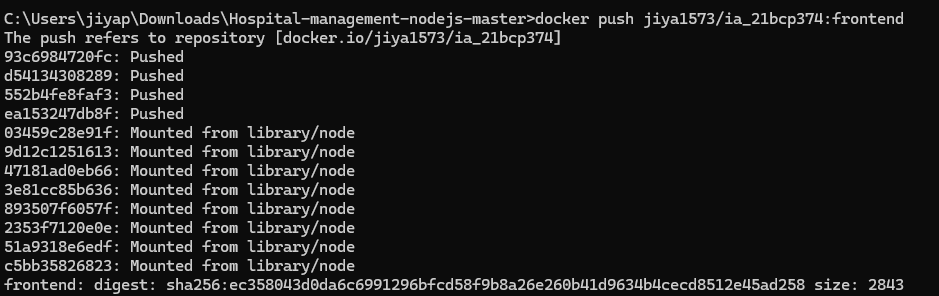 C:\Users\jiyap\Downloads\Hospital-management-nodejs-master>docker push jiya1573/ia_21bcp374:frontend
The push refers to repository [docker.io/jiya1573/ia_21bcp374]
93c6984720fc: Pushed
d54134308289: Pushed
552b4fe8faf3: Pushed
ea153247db8f: Pushed
03459c28e91f: Mounted from library/node
9d12c1251613: Mounted from library/node
47181ad0eb66: Mounted from library/node
3e81cc85b636: Mounted from library/node
893507f6057f: Mounted from library/node
2353f7120e0e: Mounted from library/node
51a9318e6edf: Mounted from library/node
c5bb35826823: Mounted from library/node
frontend: digest: sha256:ec358043d0da6c6991296bfcd58f9b8a26e260b41d9634b4cecd8512e45ad258 size: 2843